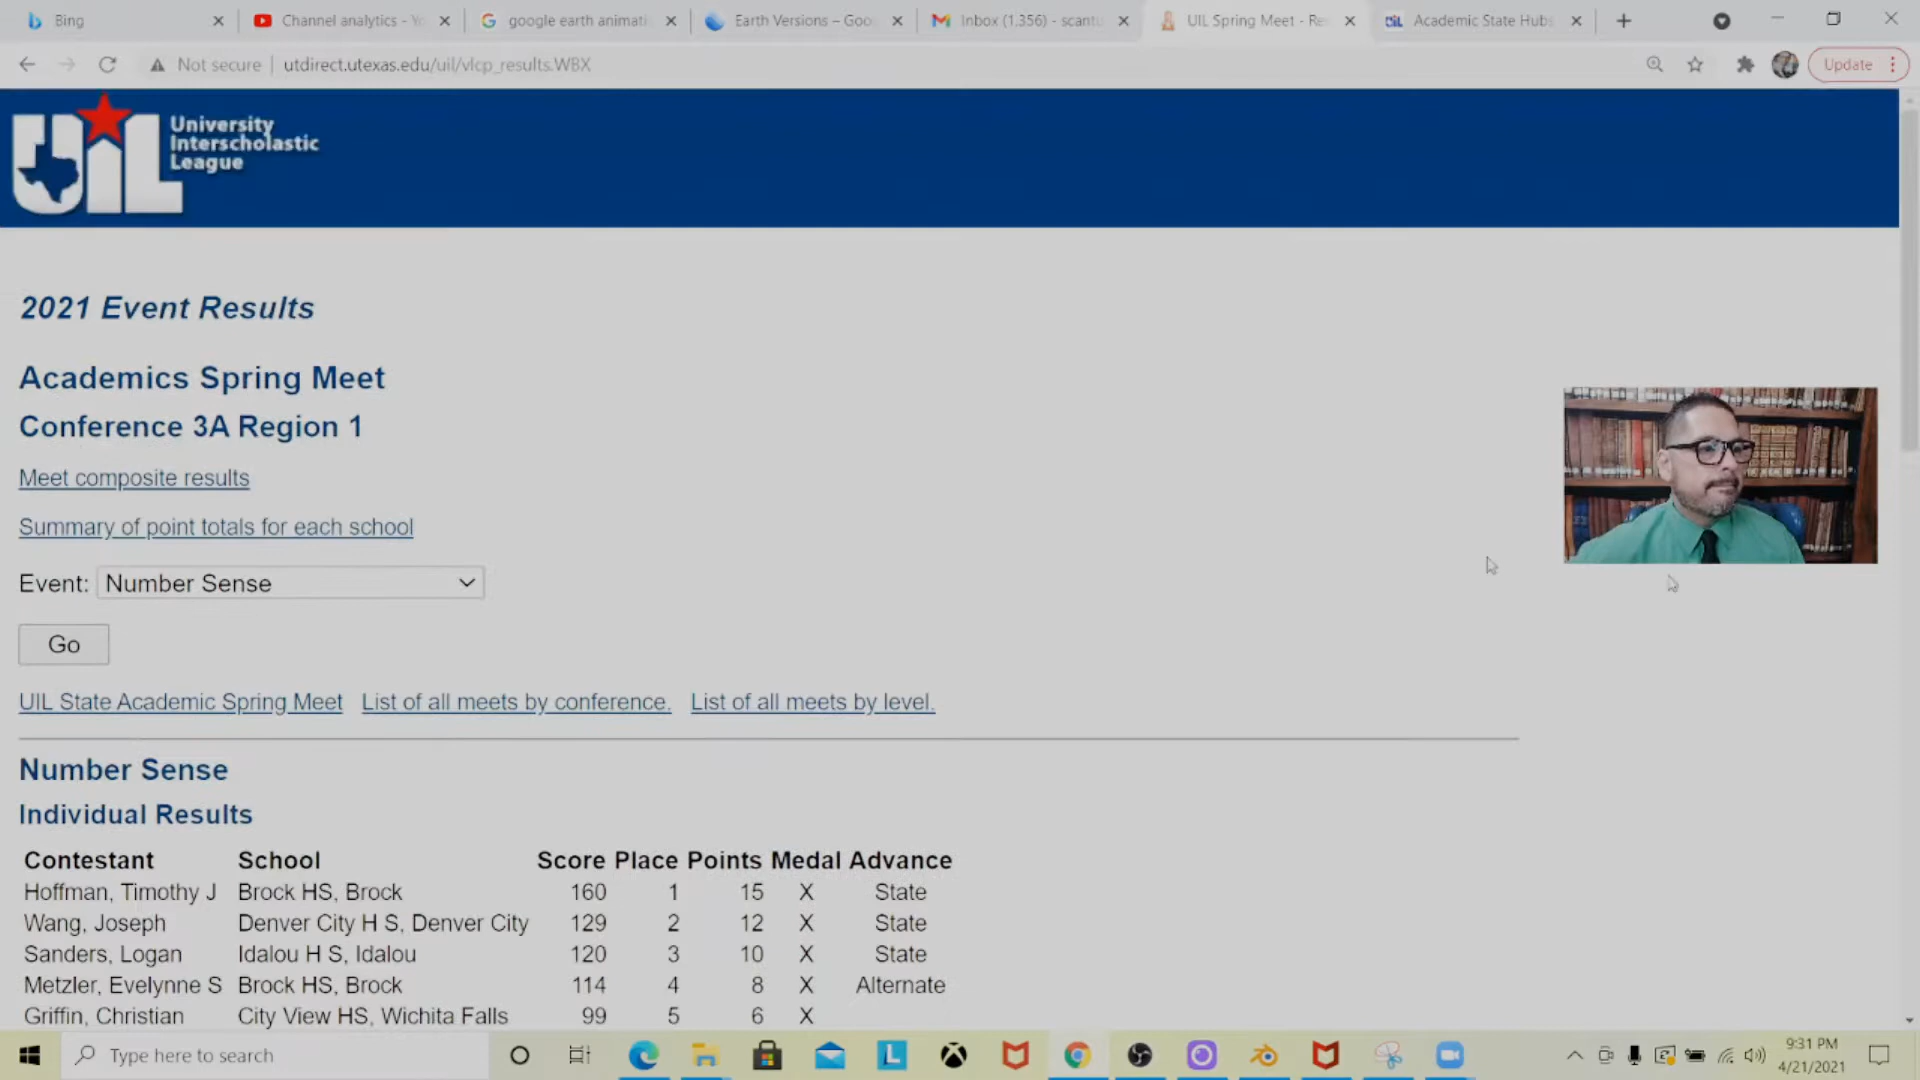 Bing
Channel analytics - Yo
google earth animati
Earth Versions – Goo
Inbox (1,356) - scant
UIL Spring Meet - Re
UIL
Academic State Hubs
Not secure
utdirect.utexas.edu/uil/vlcp_results.WBX
Update
UIL
University
Interscholastic
League
2021 Event Results
Academics Spring Meet
Conference 3A Region 1
Meet composite results
Summary of point totals for each school
Event: Number Sense
Go
UIL State Academic Spring Meet List of all meets by conference. List of all meets by level.
Number Sense
Individual Results
Contestant School Score Place Points Medal Advance
Hoffman, Timothy J Brock HS, Brock 160 1 15 X State
Wang, Joseph Denver City H S, Denver City 129 2 12 X State
Sanders, Logan Idalou H S, Idalou 120 3 10 X State
Metzler, Evelynne S Brock HS, Brock 114 4 8 X Alternate
Griffin, Christian City View HS, Wichita Falls 99 5 6 X
Type here to search
L
9:31 PM
4/21/2021